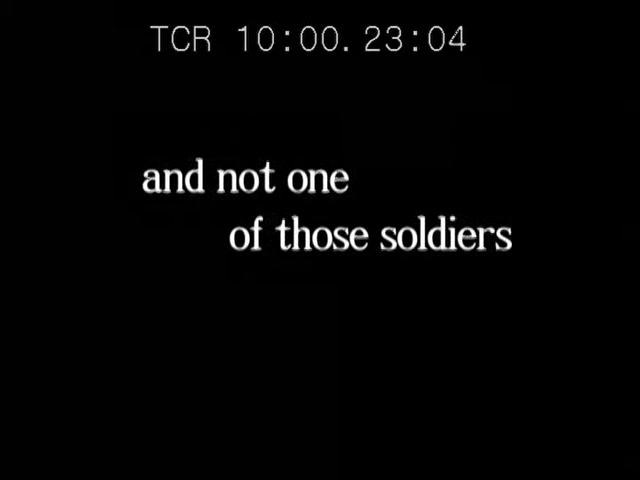 TCR 10:00.23:04
and not one
of those soldiers